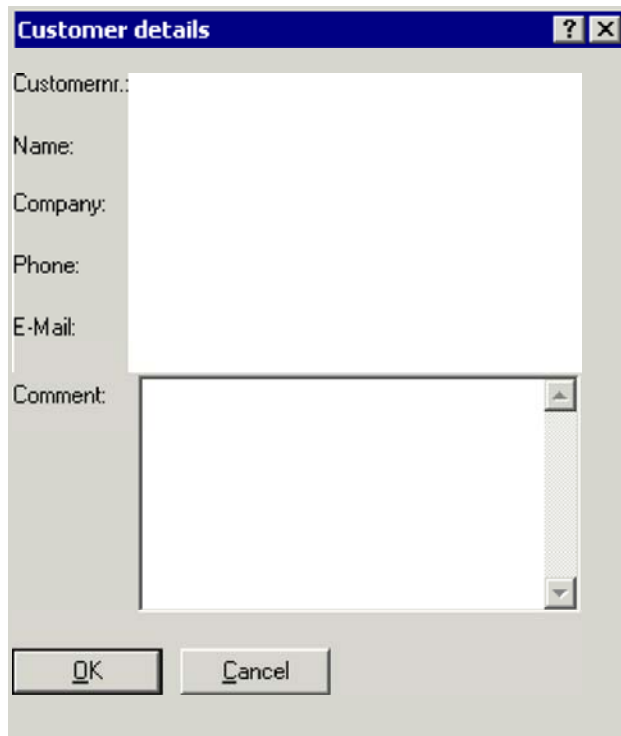 Customer details
Customernr.:
Name:
Company:
Phone:
E-Mail:
Comment:
OK
Cancel